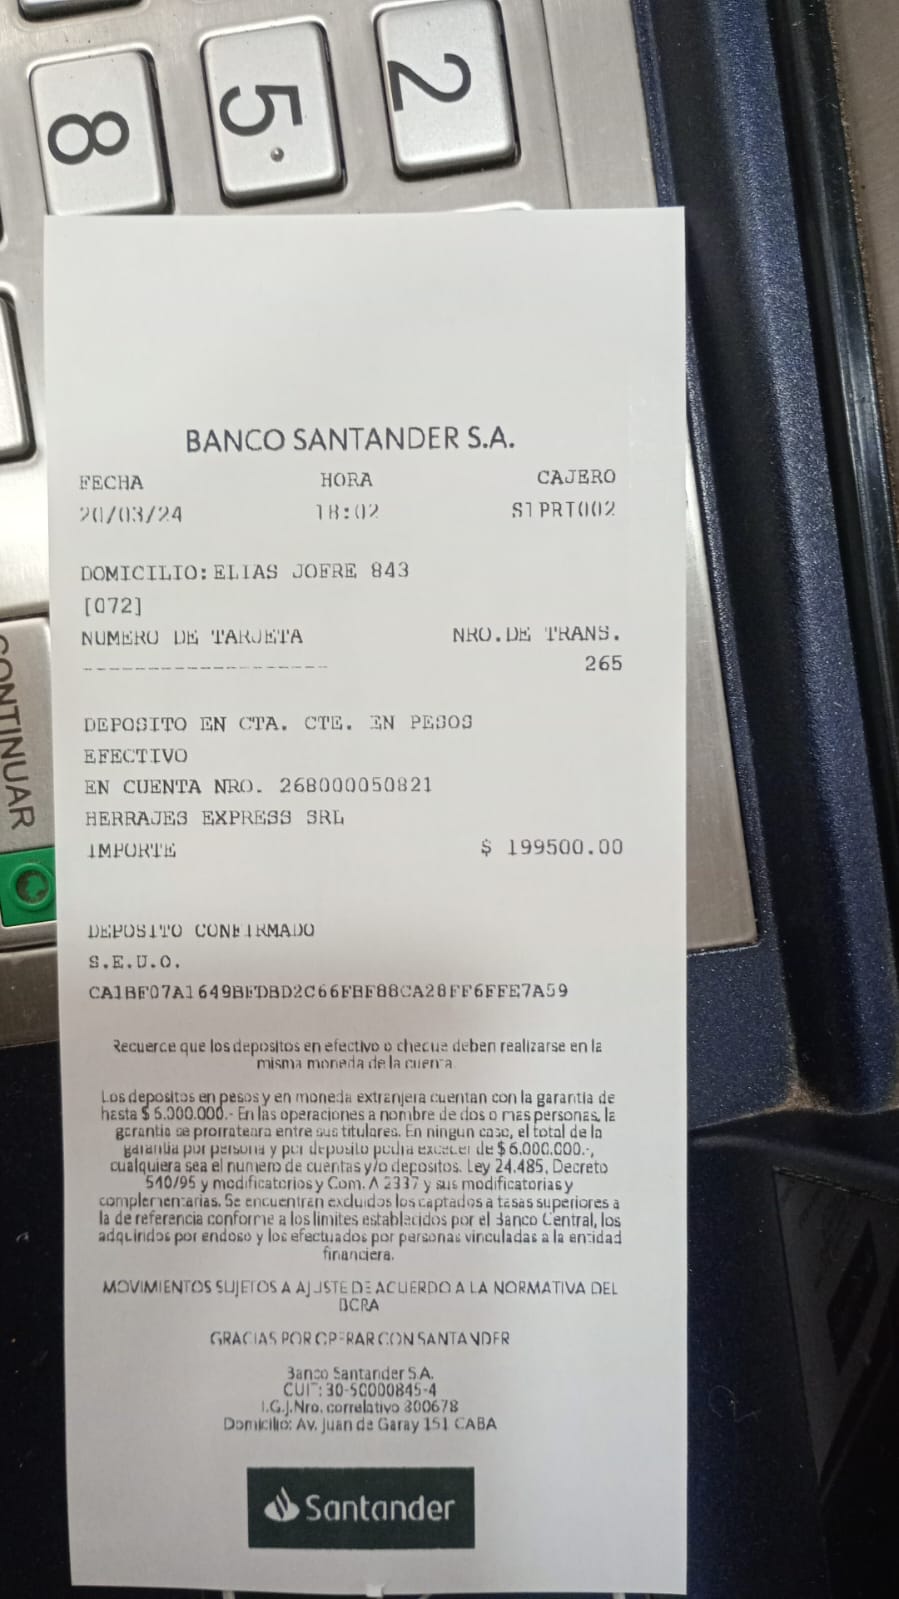 8 5 2
CONTINUAR
BANCO SANTANDER S.A.
FECHA HORA CAJERO
20/03/24 18:02 S1PRT002
DOMICILIO:ELIAS JOFRE 843
[072]
NUMERO DE TARJETA NRO.DE TRANS.
------------------- 265
DEPOSITO EN CTA. CTE. EN PESOS
EFECTIVO
EN CUENTA NRO. 268000050821
HERRAJES EXPRESS SRL
IMPORTE $ 199500.00
DEPOSITO CONFIRMADO
S.E.U.O.
CA1BF07A1649BFDBD2C66FBF88CA28FF6FFE7A59
Recuerde que los depositos en efectivo o cheque deben realizarse en la
misma moneda de la cuenta
Los depositos en pesos y en moneda extranjera cuentan con la garantia de
hasta $ 6.000.000.- En las operaciones a nombre de dos o mas personas, la
garantia se prorrateara entre sus titulares. En ningun caso, el total de la
garantia por persona y por deposito podra exceder de $ 6.000.000.-,
cualquiera sea el numero de cuentas y/o depositos. Ley 24.485, Decreto
540/95 y modificatorios y Com. A 2337 y sus modificatorias y
complementarias. Se encuentran excluidos los captados a tasas superiores a
la de referencia conforme a los limites establecidos por el Banco Central, los
adquiridos por endoso y los efectuados por personas vinculadas a la entidad
financiera.
MOVIMIENTOS SUJETOS A AJUSTE DE ACUERDO A LA NORMATIVA DEL
BCRA
GRACIAS POR OPERAR CON SANTANDER
Banco Santander S.A.
CUIT: 30-50000845-4
I.G.J.Nro. correlativo 800678
Domicilio: Av. Juan de Garay 151 CABA
Santander